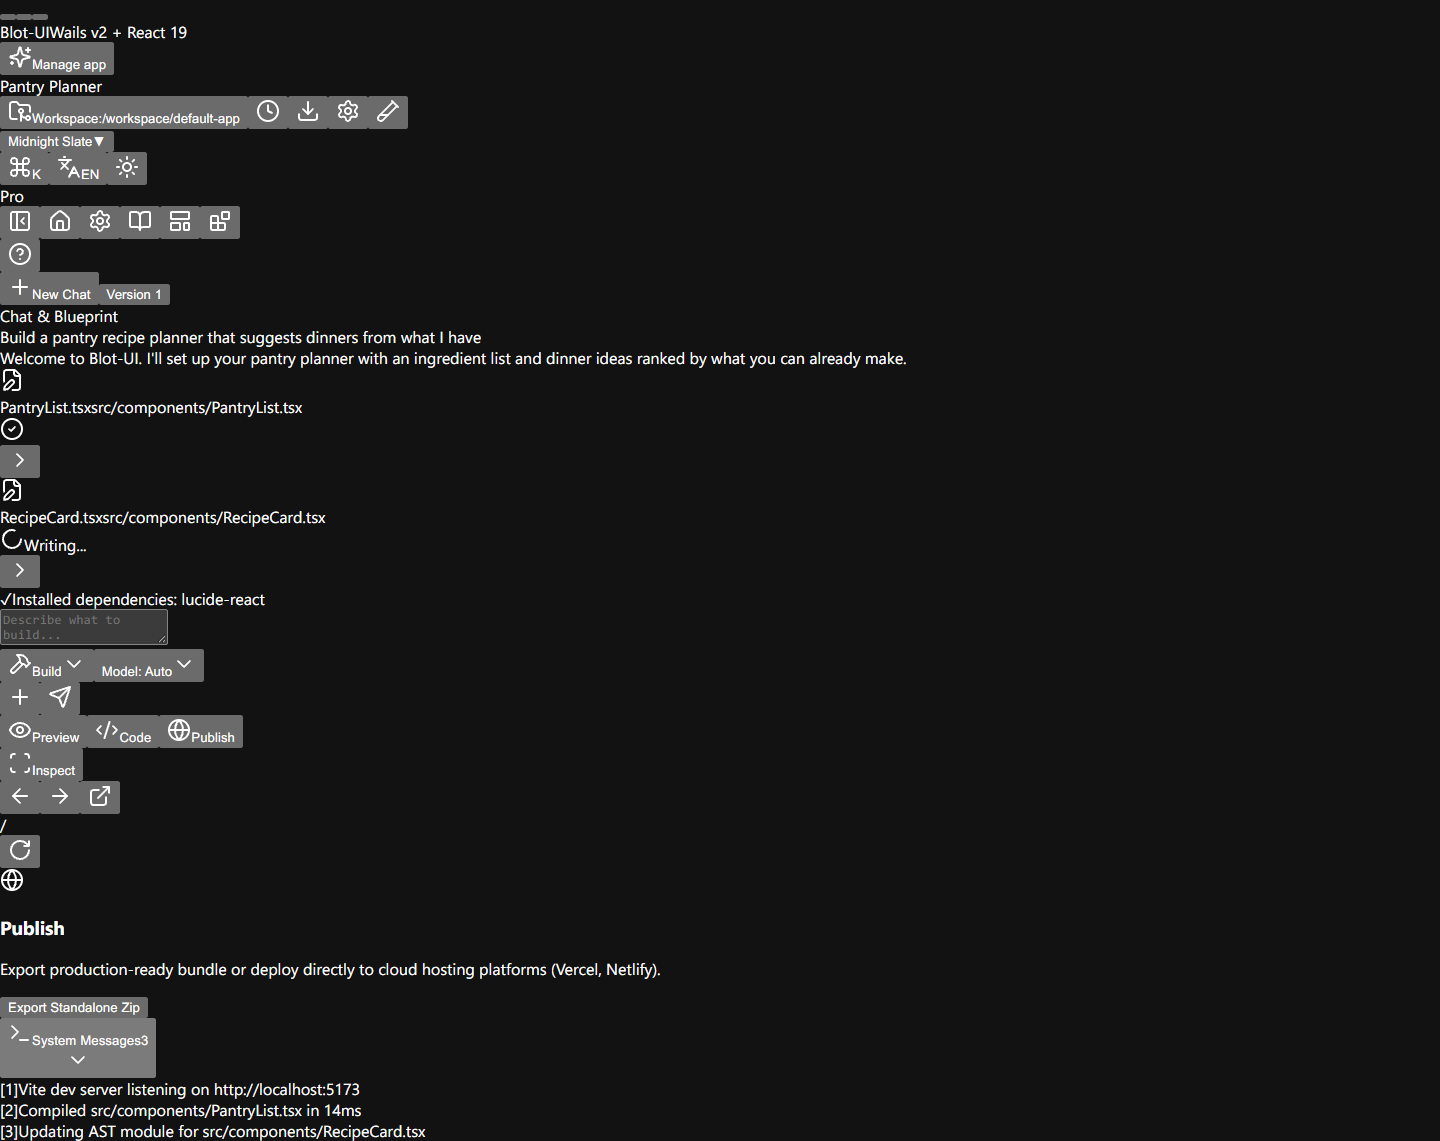 Blot-UIWails v2 + React 19
Manage app
Pantry Planner
Workspace:/workspace/default-app
Midnight Slate▼
K EN
Pro
New Chat Version 1
Chat & Blueprint
Build a pantry recipe planner that suggests dinners from what I have
Welcome to Blot-UI. I'll set up your pantry planner with an ingredient list and dinner ideas ranked by what you can already make.
PantryList.tsxsrc/components/PantryList.tsx
RecipeCard.tsxsrc/components/RecipeCard.tsx
Writing...
✓Installed dependencies: lucide-react
Describe what to
build...
Build Model: Auto
Preview Code Publish
Inspect
/
Publish
Export production-ready bundle or deploy directly to cloud hosting platforms (Vercel, Netlify).
Export Standalone Zip
System Messages3
[1]Vite dev server listening on http://localhost:5173
[2]Compiled src/components/PantryList.tsx in 14ms
[3]Updating AST module for src/components/RecipeCard.tsx